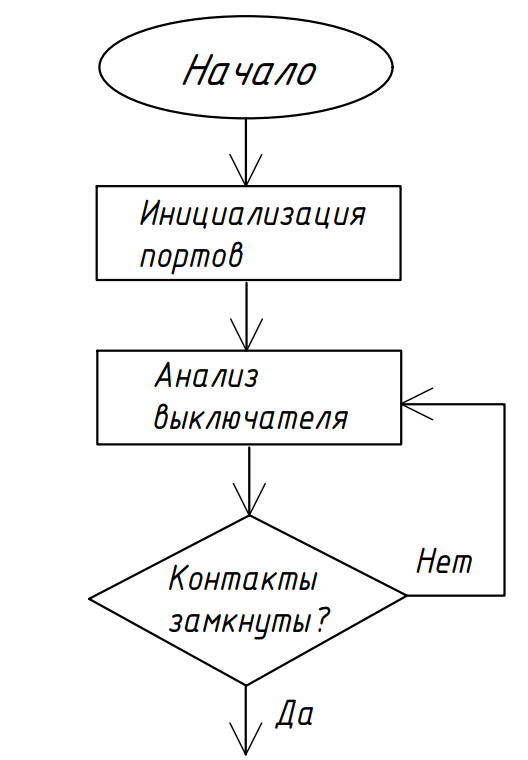 Начало
Инициализация
портов
Анализ
выключателя
Нет
Контакты
замкнуты?
Да